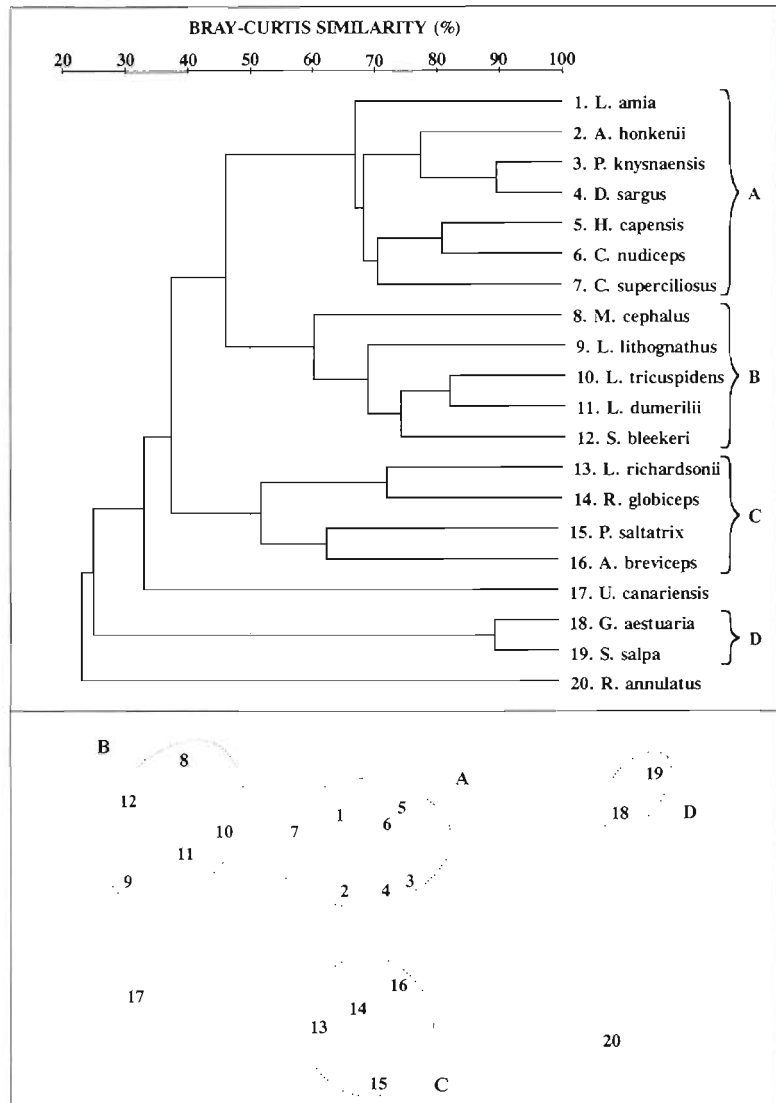 BRAY-CURTIS SIMILARITY (%)
20 30 40 50 60 70 80 90 100
1. L. amia
2. A. honkenii
3. P. knysnaensis
4. D. sargus
A
5. H. capensis
6. C. nudiceps
7. C. superciliosus
8. M. cephalus
9. L. lithognathus
10. L. tricuspidens
B
11. L. dumerilii
12. S. bleekeri
13. L. richardsonii
14. R. globiceps
C
15. P. saltatrix
16. A. breviceps
17. U. canariensis
18. G. aestuaria
D
19. S. salpa
20. R. annulatus
B
8
A
19
12
1
5
18
D
10
7
6
11
9
2
4
3
17
16
14
13
20
15
C